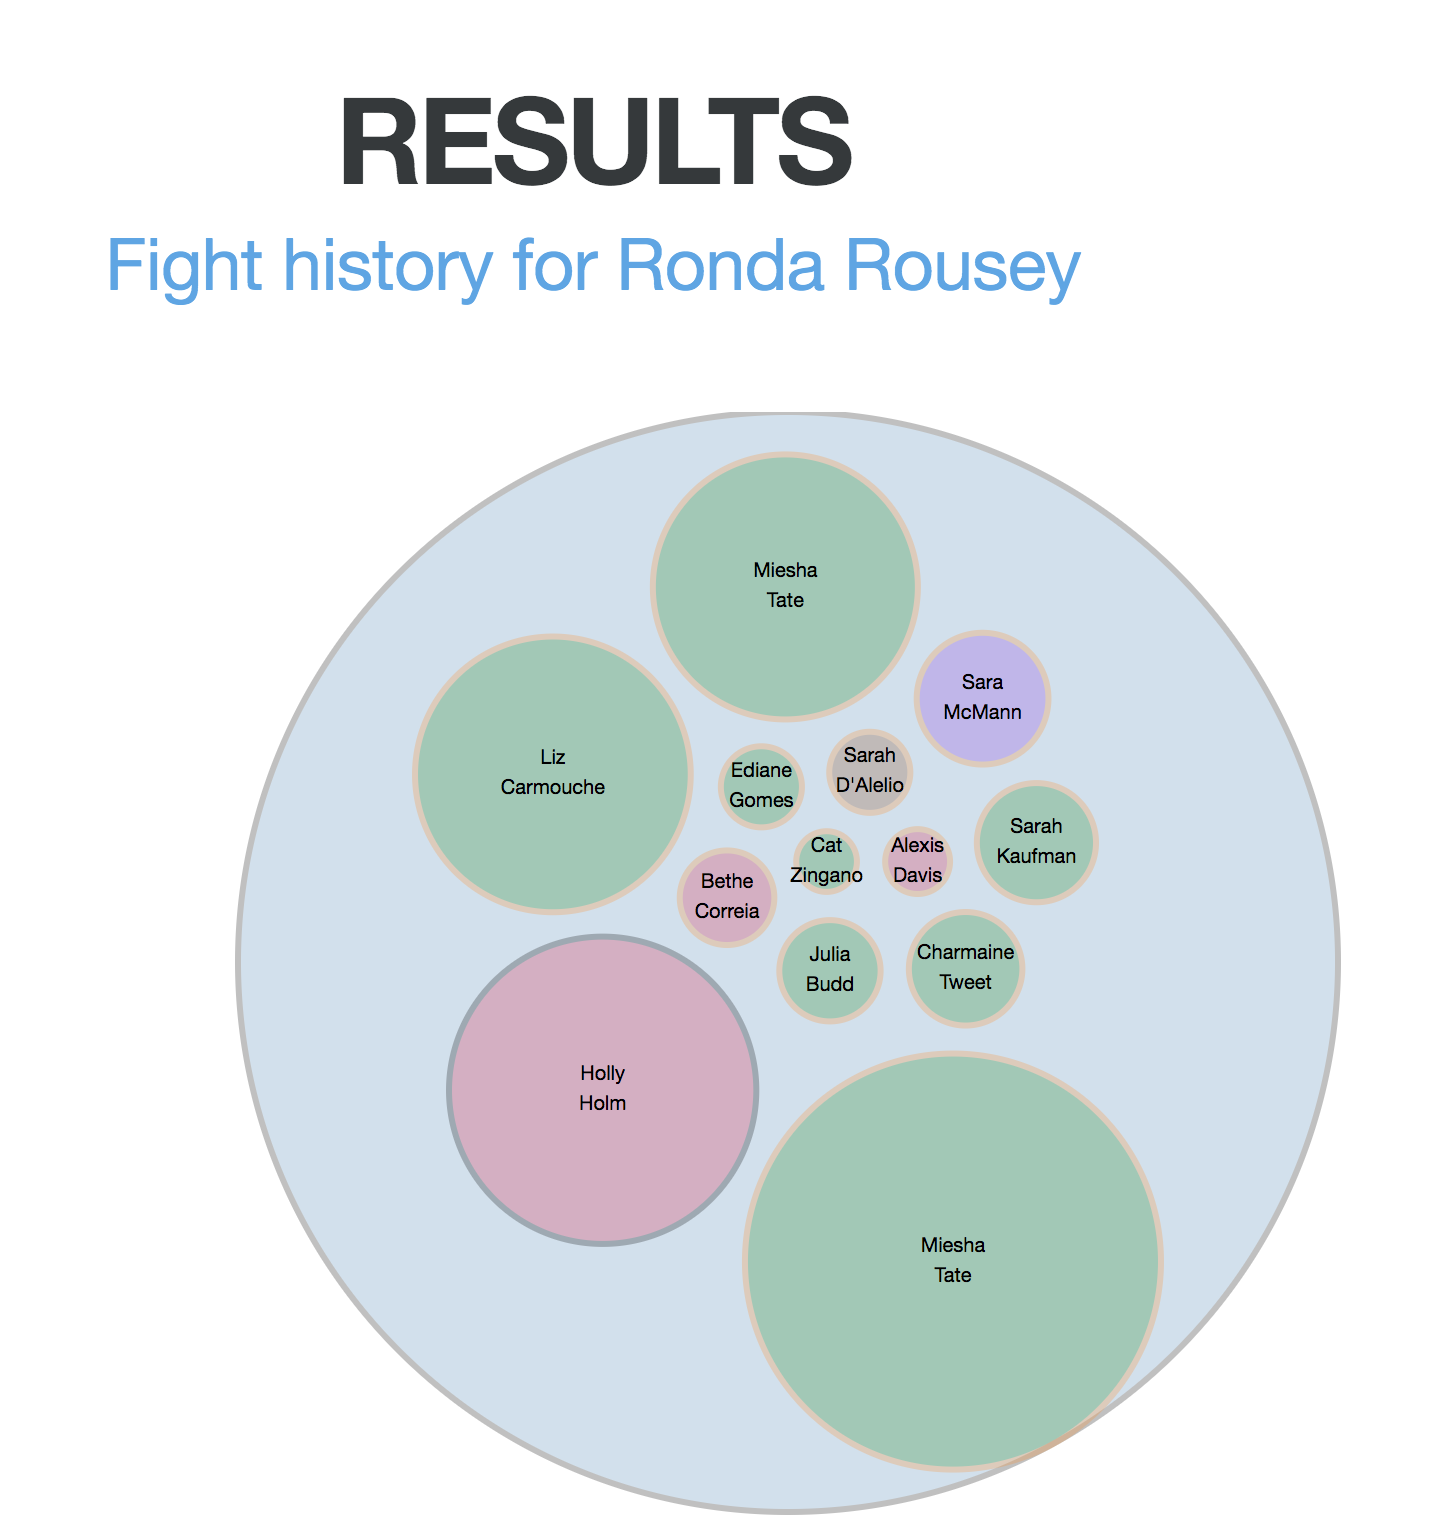 RESULTS
Fight history for Ronda Rousey
Miesha
Tate
Sara
McMann
Liz
Carmouche
Ediane
Gomes
Sarah
D'Alelio
Sarah
Kaufman
Cat
Zingano
Alexis
Davis
Bethe
Correia
Julia
Budd
Charmaine
Tweet
Holly
Holm
Miesha
Tate